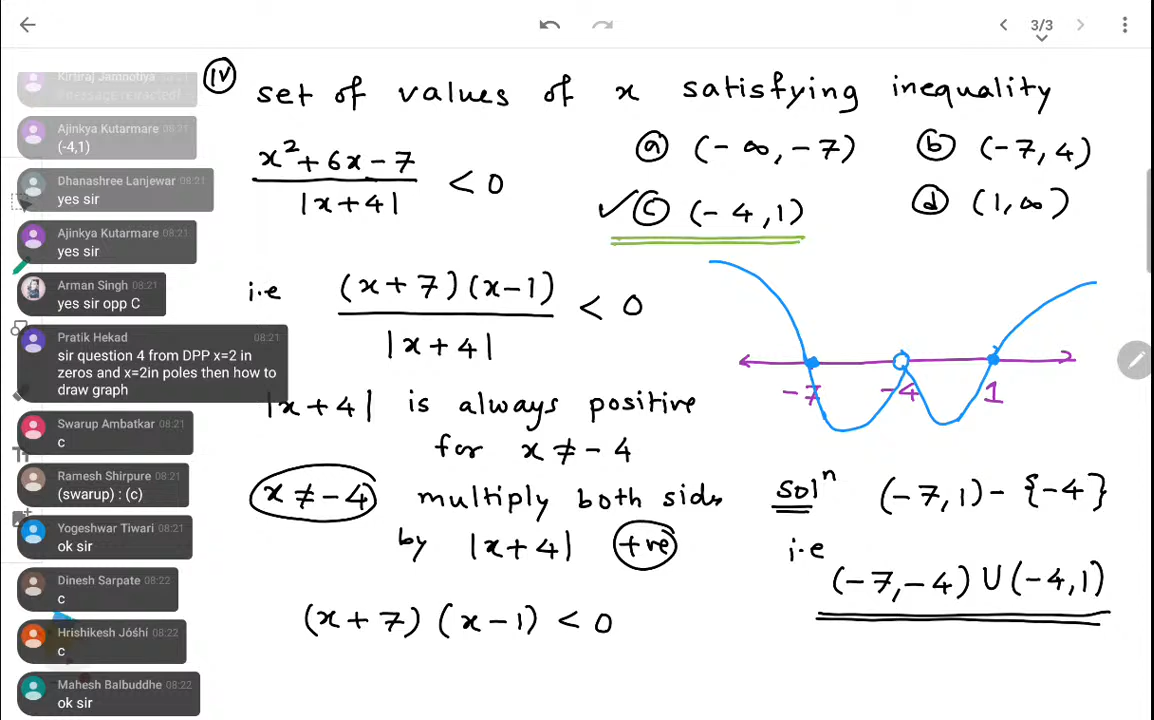 3/3
Kirtiraj Jamnotiya 08:21
Ajinkya Kutarmare 08:21
(-4,1)
Dhanashree Lanjewar 08:21
yes sir
Ajinkya Kutarmare 08:21
yes sir
Arman Singh 08:21
yes sir opp C
Pratik Hekad 08:21
sir question 4 from DPP x=2 in
zeros and x=2in poles then how to
draw graph
Swarup Ambatkar 08:21
c
Ramesh Shirpure 08:21
(swarup) : (c)
Yogeshwar Tiwari 08:21
ok sir
Dinesh Sarpate 08:22
c
Hrishikesh Jóśhí 08:22
c
Mahesh Balbuddhe 08:22
ok sir
(IV) set of values of x satisfying inequality
x²+6x-7 / |x+4| < 0
(a) (-∞,-7) (b) (-7,4)
✓(c) (-4,1) (d) (1,∞)
i.e (x+7)(x-1) / |x+4| < 0
|x+4| is always positive
for x≠-4
x≠-4 multiply both sides
by |x+4| +ve
(x+7)(x-1) < 0
-7 -4 1
solⁿ (-7,1)-{-4}
i.e
(-7,-4)∪(-4,1)